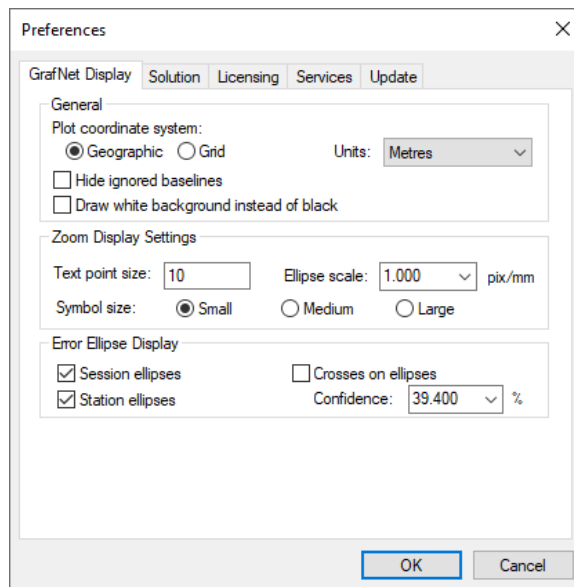 Preferences
GrafNet Display Solution Licensing Services Update
General
Plot coordinate system:
Geographic Grid Units: Metres
Hide ignored baselines
Draw white background instead of black
Zoom Display Settings
Text point size: 10 Ellipse scale: 1.000 pix/mm
Symbol size: Small Medium Large
Error Ellipse Display
Session ellipses Crosses on ellipses
Station ellipses Confidence: 39.400 %
OK Cancel